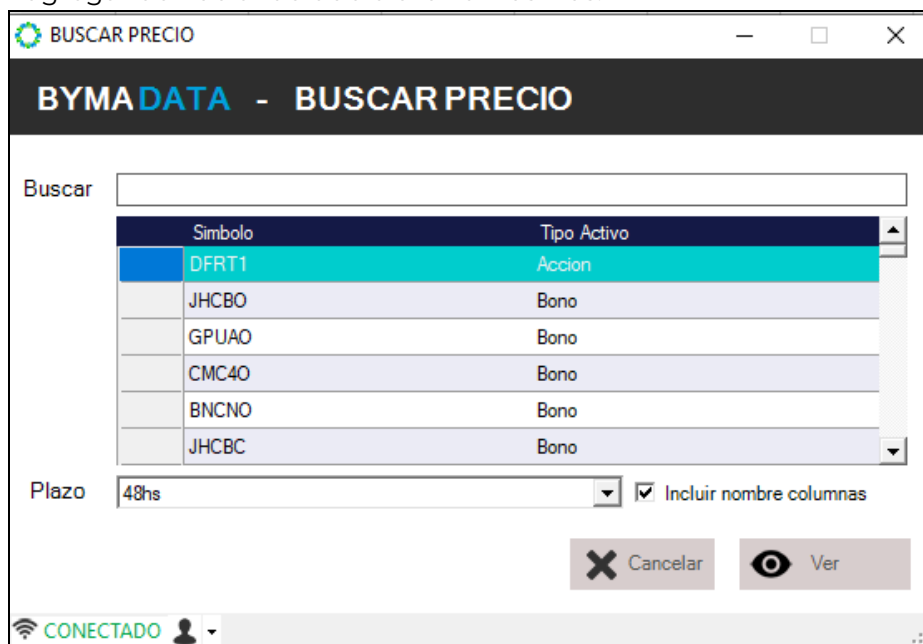 BUSCAR PRECIO
BYMADATA - BUSCAR PRECIO
Buscar
Simbolo Tipo Activo
DFRT1 Accion
JHCBO Bono
GPUAO Bono
CMC4O Bono
BNCNO Bono
JHCBC Bono
Plazo 48hs Incluir nombre columnas
Cancelar Ver
CONECTADO